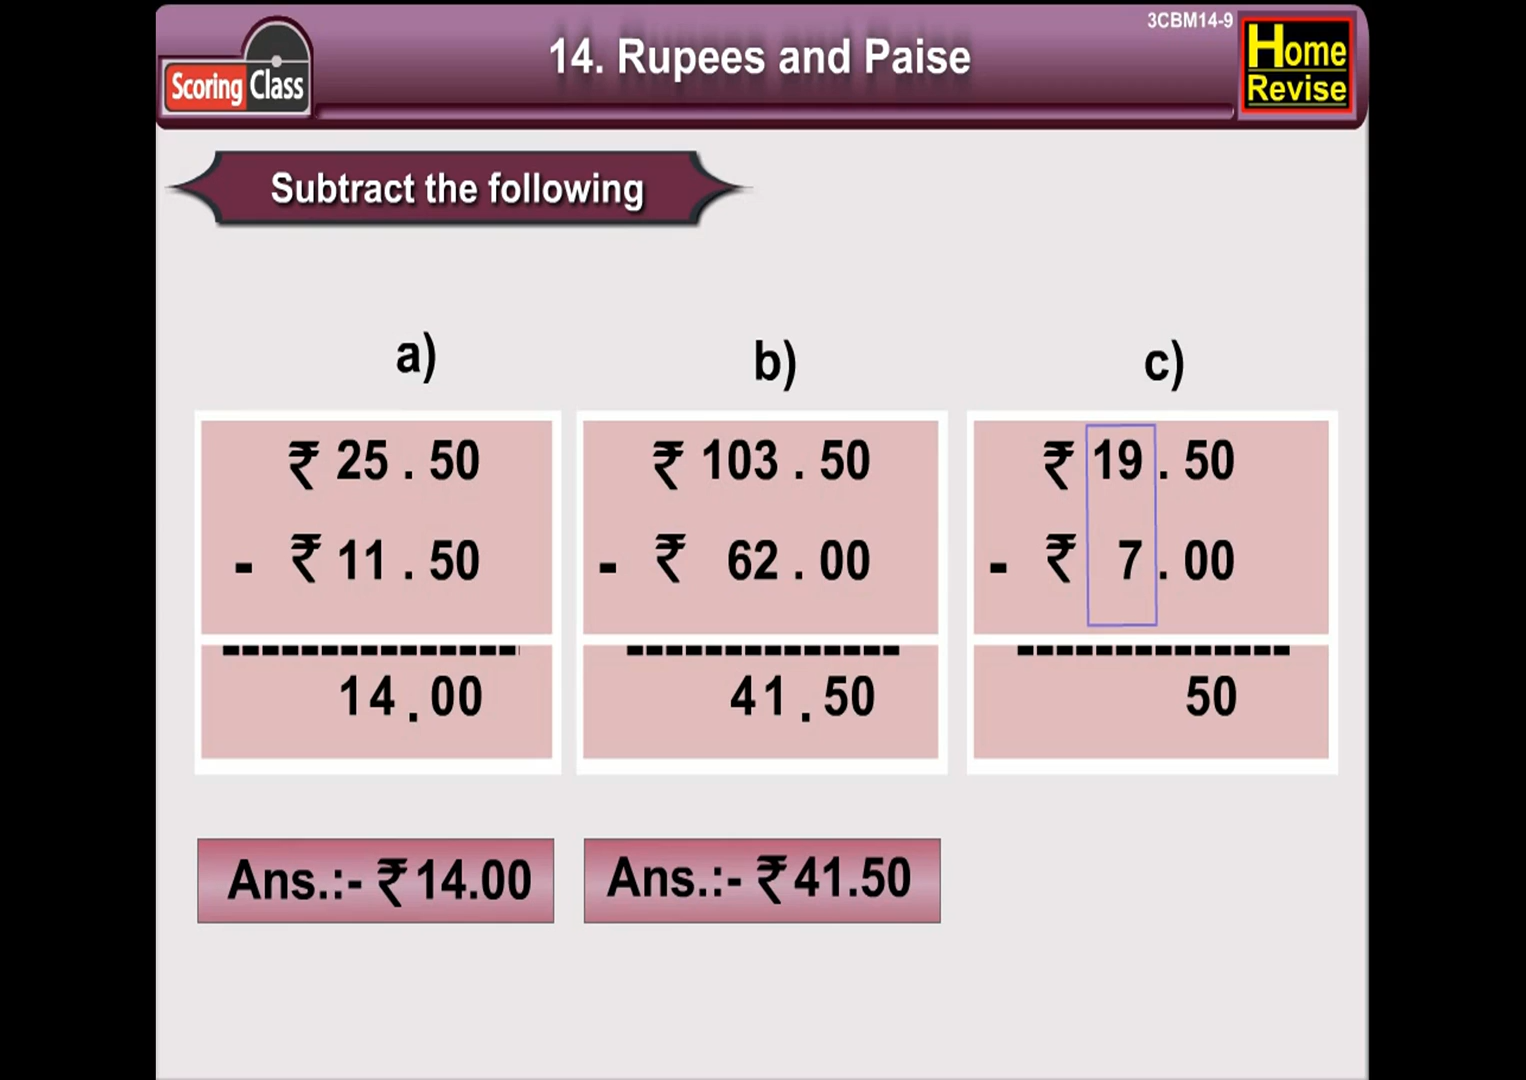 3CBM14-9
Scoring Class
14. Rupees and Paise
Home
Revise
Subtract the following
a)
₹ 25 . 50
- ₹ 11 . 50
14 . 00
Ans.:- ₹ 14.00
b)
₹ 103 . 50
- ₹ 62 . 00
41 . 50
Ans.:- ₹ 41.50
c)
₹ 19 . 50
- ₹ 7 . 00
50